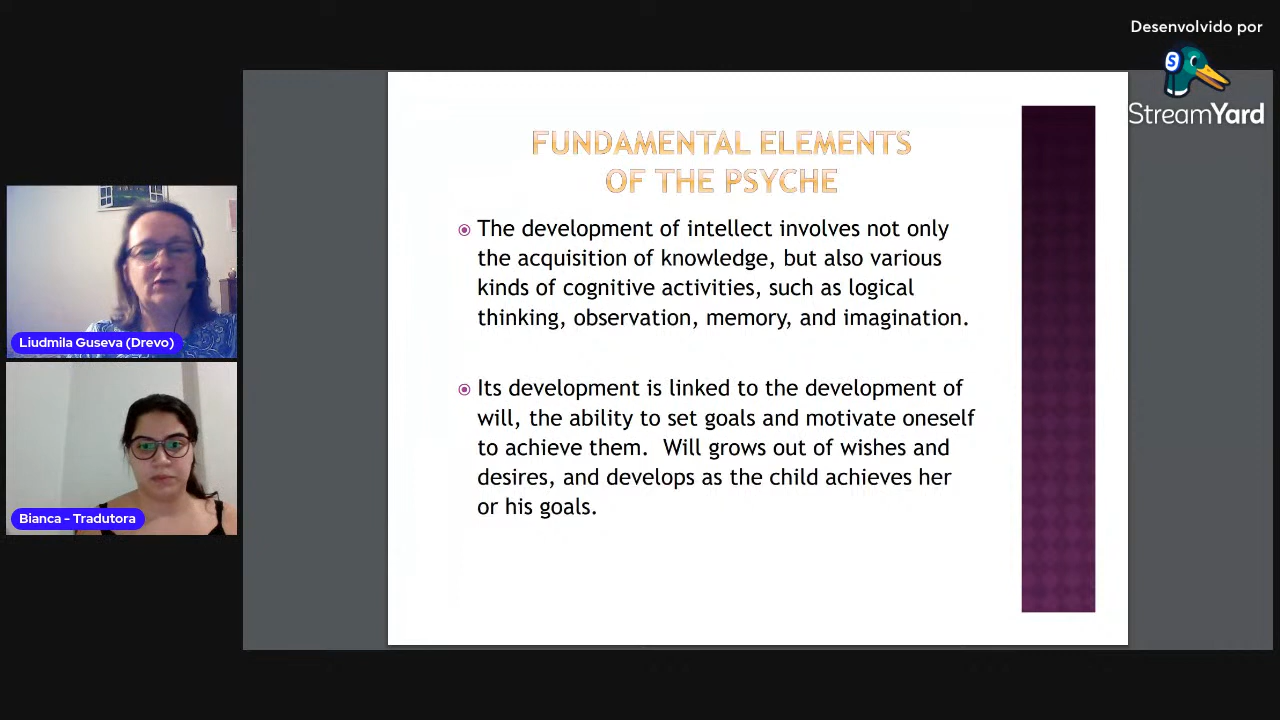 Desenvolvido por
StreamYard
FUNDAMENTAL ELEMENTS
OF THE PSYCHE
The development of intellect involves not only
the acquisition of knowledge, but also various
kinds of cognitive activities, such as logical
thinking, observation, memory, and imagination.
Its development is linked to the development of
will, the ability to set goals and motivate oneself
to achieve them.  Will grows out of wishes and
desires, and develops as the child achieves her
or his goals.
Liudmila Guseva (Drevo)
Bianca - Tradutora